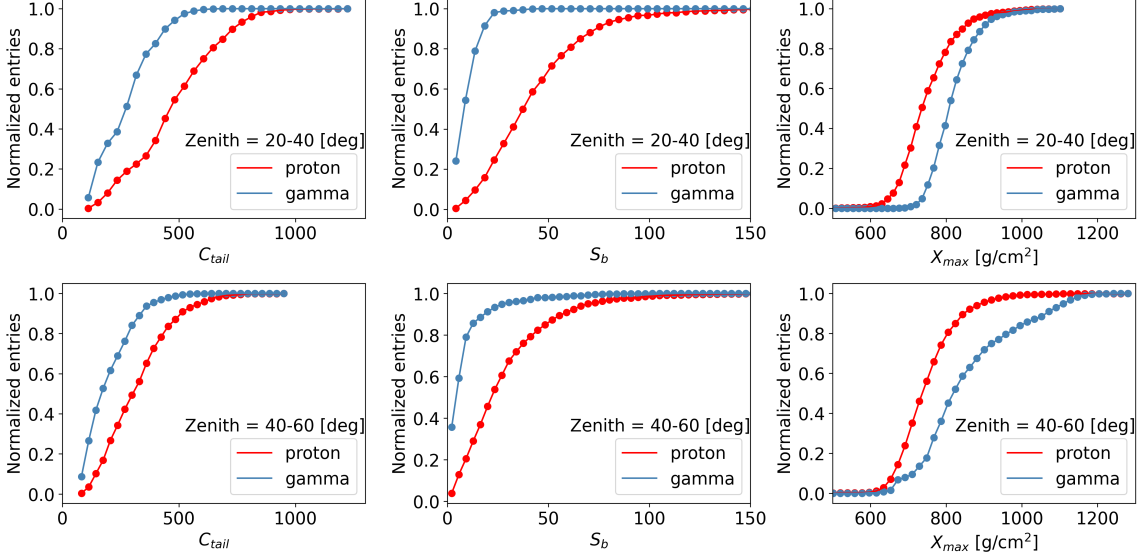 Normalized entries
1.0
0.8
0.6
0.4
0.2
0.0
Zenith = 20-40 [deg]
proton
gamma
0 500 1000
C_tail
Normalized entries
1.0
0.8
0.6
0.4
0.2
0.0
Zenith = 20-40 [deg]
proton
gamma
0 50 100 150
S_b
Normalized entries
1.0
0.8
0.6
0.4
0.2
0.0
Zenith = 20-40 [deg]
proton
gamma
600 800 1000 1200
X_max [g/cm²]
Normalized entries
1.0
0.8
0.6
0.4
0.2
0.0
Zenith = 40-60 [deg]
proton
gamma
0 500 1000
C_tail
Normalized entries
1.0
0.8
0.6
0.4
0.2
0.0
Zenith = 40-60 [deg]
proton
gamma
0 50 100 150
S_b
Normalized entries
1.0
0.8
0.6
0.4
0.2
0.0
Zenith = 40-60 [deg]
proton
gamma
600 800 1000 1200
X_max [g/cm²]